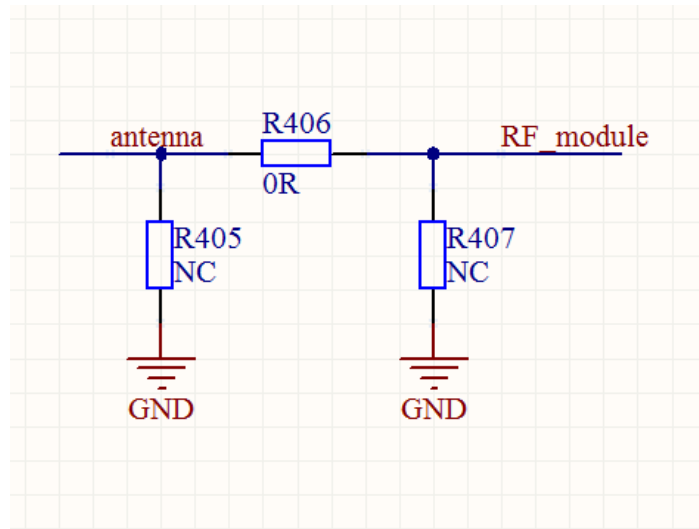 R406
antenna
RF_module
0R
R405
R407
NC
NC
GND
GND